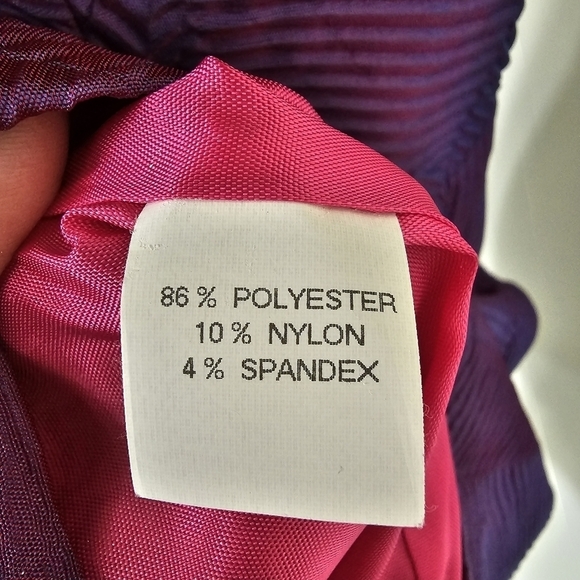 86 % POLYESTER
10 % NYLON
4 % SPANDEX